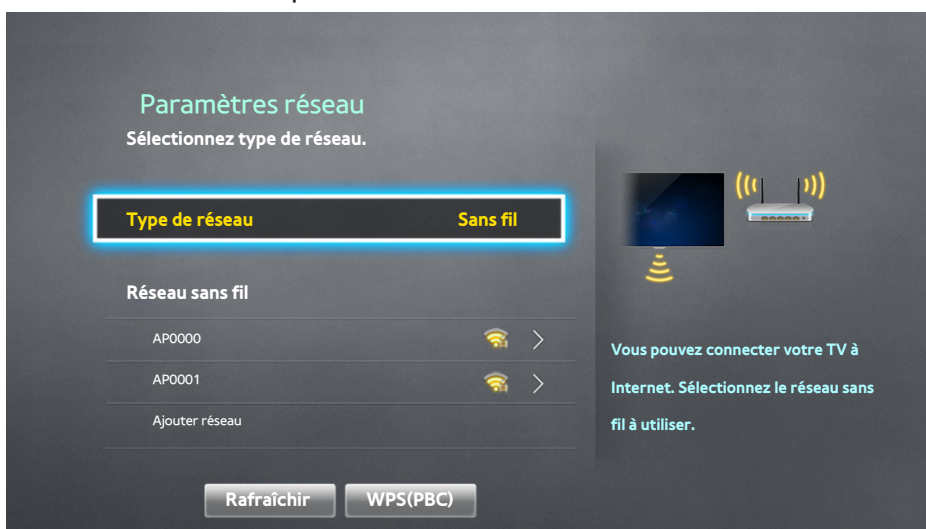 Paramètres réseau
Sélectionnez type de réseau.
Type de réseau Sans fil
Réseau sans fil
AP0000
AP0001
Ajouter réseau
Rafraîchir WPS(PBC)
Vous pouvez connecter votre TV à
Internet. Sélectionnez le réseau sans
fil à utiliser.